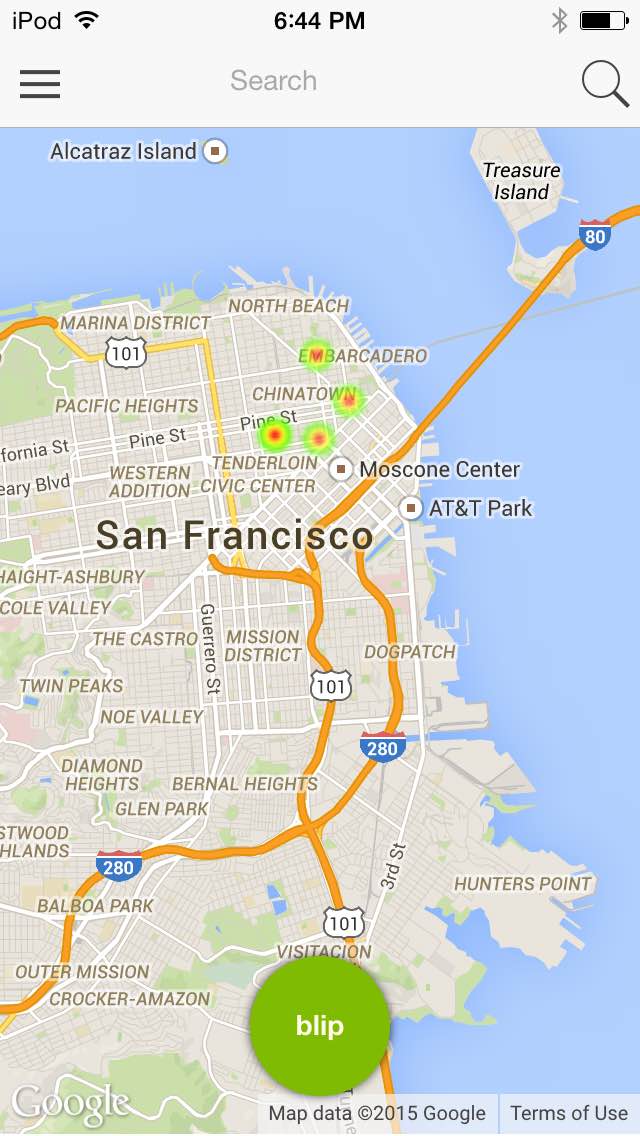 iPod 6:44 PM
Search
Alcatraz Island
Treasure
Island
80
NORTH BEACH
MARINA DISTRICT
101
EMBARCADERO
CHINATOWN
PACIFIC HEIGHTS
Pine St
Pine St
fornia St
eary Blvd
TENDERLOIN
Moscone Center
WESTERN
ADDITION
CIVIC CENTER
AT&T Park
San Francisco
HAIGHT-ASHBURY
COLE VALLEY
Guerrero St
THE CASTRO
MISSION
DISTRICT
DOGPATCH
TWIN PEAKS
101
NOE VALLEY
280
DIAMOND
HEIGHTS
BERNAL HEIGHTS
GLEN PARK
STWOOD
HLANDS
280
3rd St
HUNTERS POINT
BALBOA PARK
101
VISITACION
OUTER MISSION
CROCKER-AMAZON
blip
Google
Map data ©2015 Google
Terms of Use